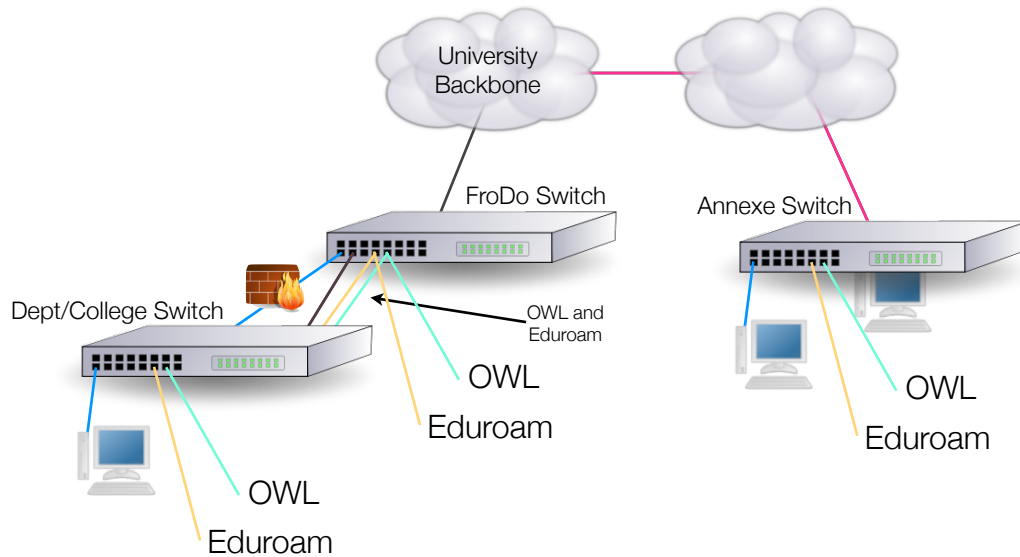 University
Backbone
FroDo Switch
Annexe Switch
Dept/College Switch
OWL and
Eduroam
OWL
Eduroam
OWL
Eduroam
OWL
Eduroam